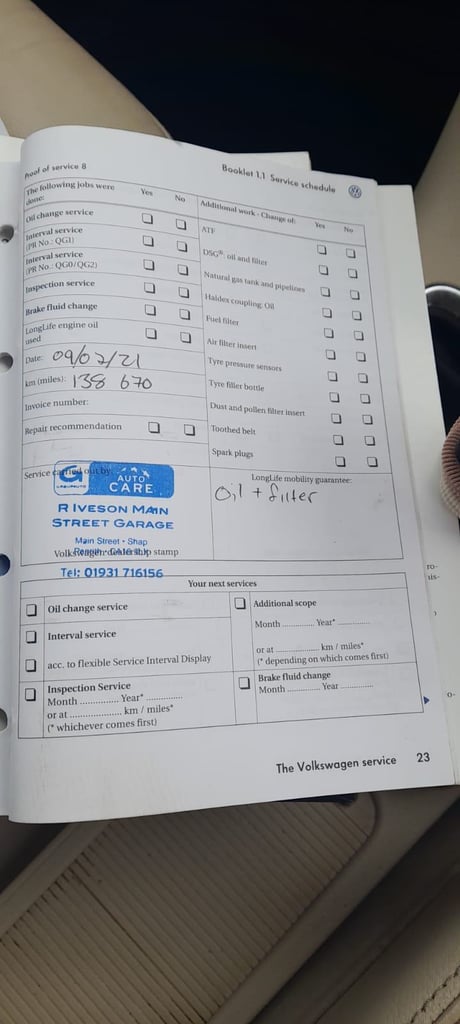 Proof of service 8
Booklet 1.1 Service schedule
The following jobs were done:
Yes
No
Oil change service
Interval service
(PR No.: QG1)
Interval service
(PR No.: QG0/QG2)
Inspection service
Brake fluid change
LongLife engine oil
used
Date: 09/07/21
km (miles): 138 670
Invoice number:
Repair recommendation
Additional work - Change of:
Yes
No
ATF
DSG®: oil and filter
Natural gas tank and pipelines
Haldex coupling: Oil
Fuel filter
Air filter insert
Tyre pressure sensors
Tyre filler bottle
Dust and pollen filter insert
Toothed belt
Spark plugs
Service carried out by:
AUTO
CARE
R IVESON MAIN
STREET GARAGE
Main Street • Shap
Volkswagen dealership stamp
Tel: 01931 716156
LongLife mobility guarantee:
Oil + filter
Your next services
Oil change service
Interval service
acc. to flexible Service Interval Display
Inspection Service
Month .............. Year* ..............
or at .................... km / miles*
(* whichever comes first)
Additional scope
Month .............. Year* ..............
or at .................... km / miles*
(* depending on which comes first)
Brake fluid change
Month .............. Year ..............
The Volkswagen service 23